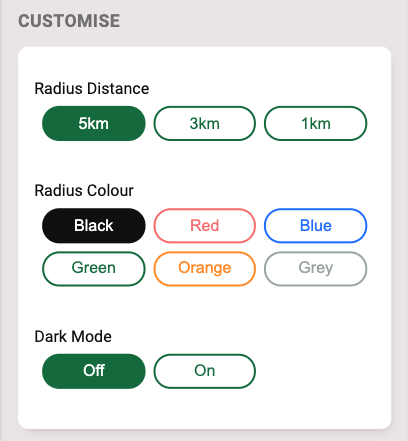 CUSTOMISE
Radius Distance
5km 3km 1km
Radius Colour
Black Red Blue
Green Orange Grey
Dark Mode
Off On